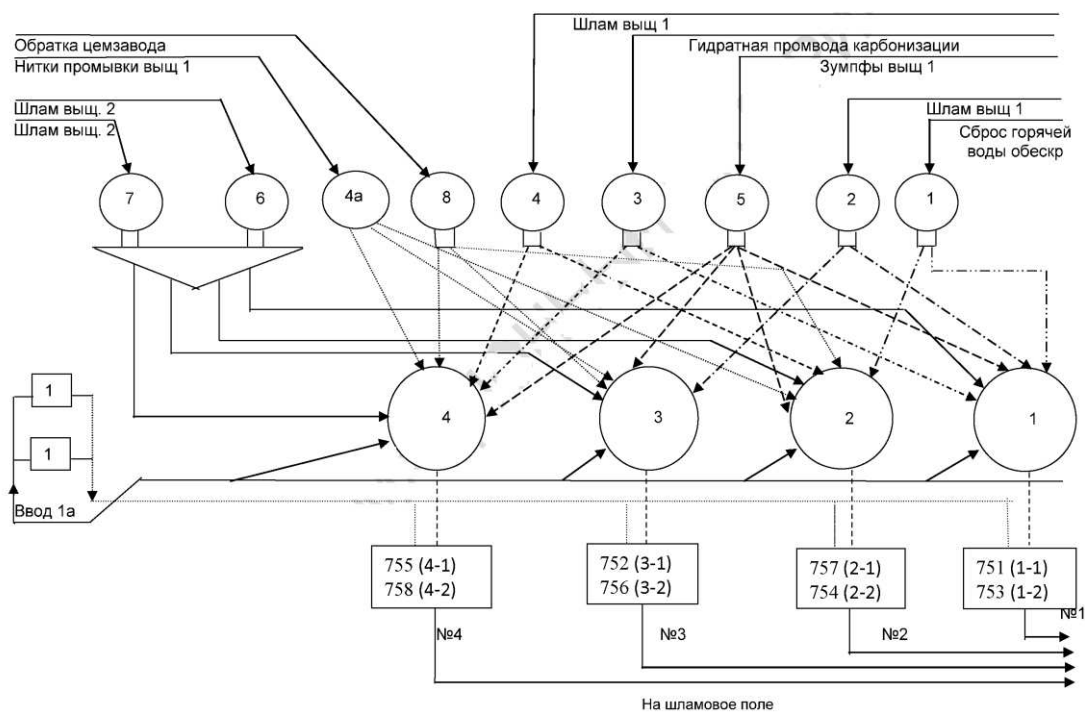 Шлам выщ 1
Обратка цемзавода
Гидратная промвода карбонизации
Нитки промывки выщ 1
Зумпфы выщ 1
Шлам выщ. 2
Шлам выщ 1
Шлам выщ. 2
Сброс горячей
воды обескр
7
6
4а
8
4
3
5
2
1
4
3
2
1
1
1
Ввод 1а
755 (4-1)
758 (4-2)
752 (3-1)
756 (3-2)
757 (2-1)
754 (2-2)
751 (1-1)
753 (1-2)
№4
№3
№2
№1
На шламовое поле